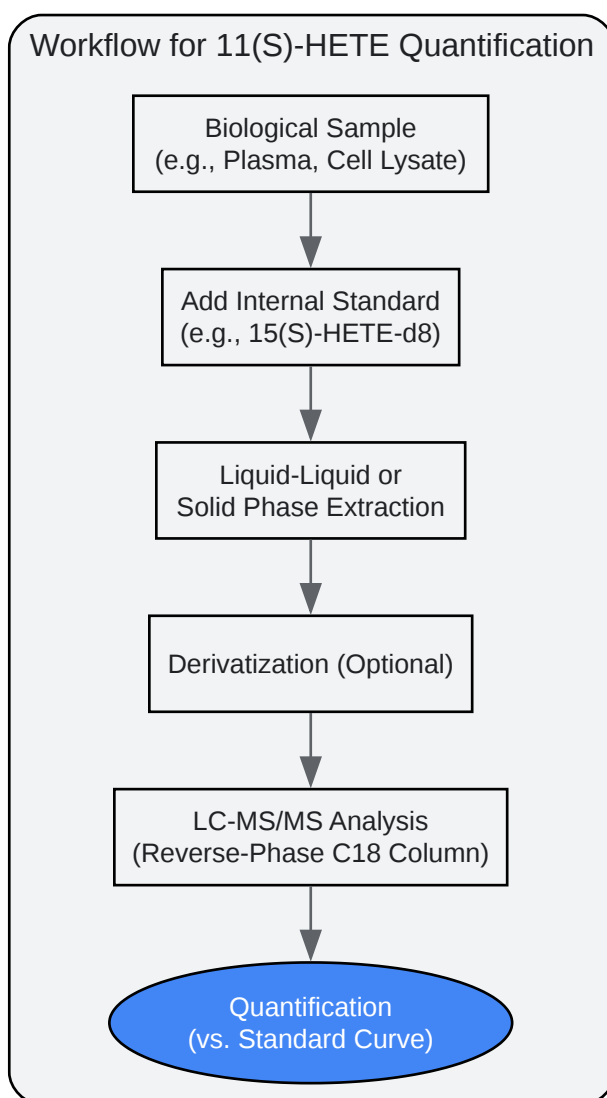 Workflow for 11(S)-HETE Quantification
Biological Sample
(e.g., Plasma, Cell Lysate)
Add Internal Standard
(e.g., 15(S)-HETE-d8)
Liquid-Liquid or
Solid Phase Extraction
Derivatization (Optional)
LC-MS/MS Analysis
(Reverse-Phase C18 Column)
Quantification
(vs. Standard Curve)